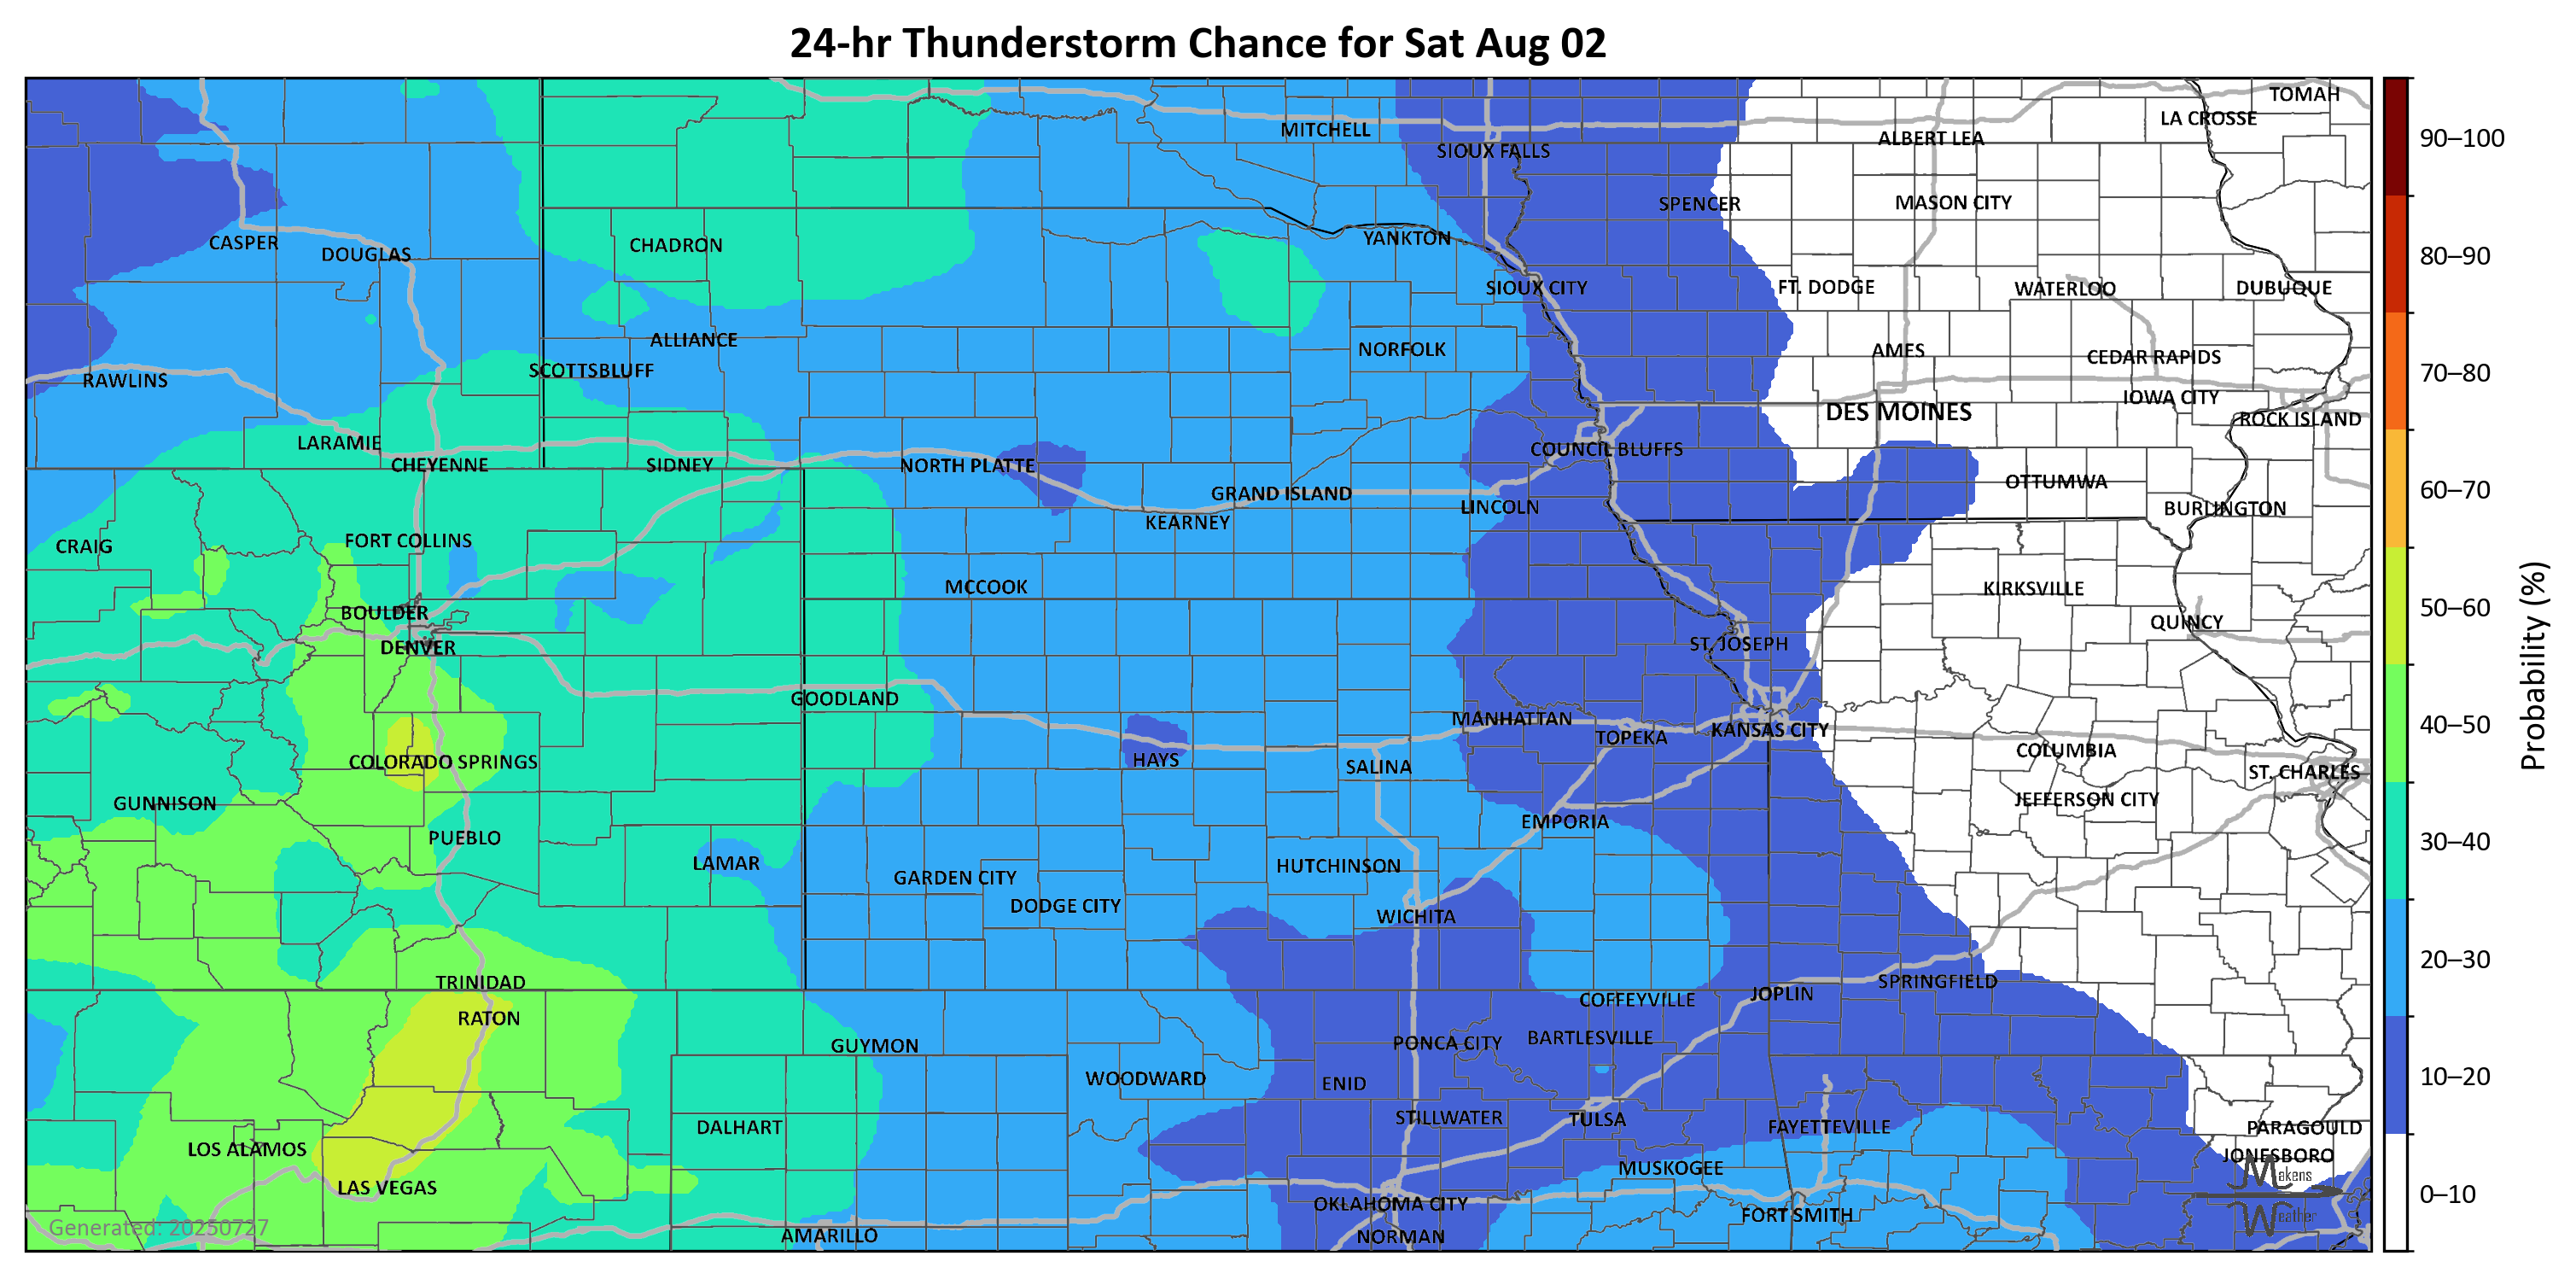 24-hr Thunderstorm Chance for Sat Aug 02
TOMAH
LA CROSSE
MITCHELL
ALBERT LEA
SIOUX FALLS
SPENCER
MASON CITY
CASPER
DOUGLAS
CHADRON
YANKTON
SIOUX CITY
FT. DODGE
WATERLOO
DUBUQUE
ALLIANCE
NORFOLK
AMES
CEDAR RAPIDS
RAWLINS
SCOTTSBLUFF
IOWA CITY
DES MOINES
ROCK ISLAND
LARAMIE
COUNCIL BLUFFS
CHEYENNE
SIDNEY
NORTH PLATTE
OTTUMWA
GRAND ISLAND
LINCOLN
BURLINGTON
KEARNEY
CRAIG
FORT COLLINS
MCCOOK
KIRKSVILLE
BOULDER
QUINCY
DENVER
ST. JOSEPH
GOODLAND
MANHATTAN
TOPEKA
KANSAS CITY
COLUMBIA
COLORADO SPRINGS
HAYS
SALINA
ST. CHARLES
GUNNISON
JEFFERSON CITY
PUEBLO
EMPORIA
LAMAR
HUTCHINSON
GARDEN CITY
DODGE CITY
WICHITA
TRINIDAD
SPRINGFIELD
JOPLIN
COFFEYVILLE
RATON
GUYMON
PONCA CITY
BARTLESVILLE
WOODWARD
ENID
STILLWATER
TULSA
DALHART
FAYETTEVILLE
PARAGOULD
LOS ALAMOS
JONESBORO
MUSKOGEE
LAS VEGAS
OKLAHOMA CITY
FORT SMITH
AMARILLO
NORMAN
Generated: 20250727
Makens
Weather
90–100
80–90
70–80
60–70
50–60
40–50
30–40
20–30
10–20
0–10
Probability (%)